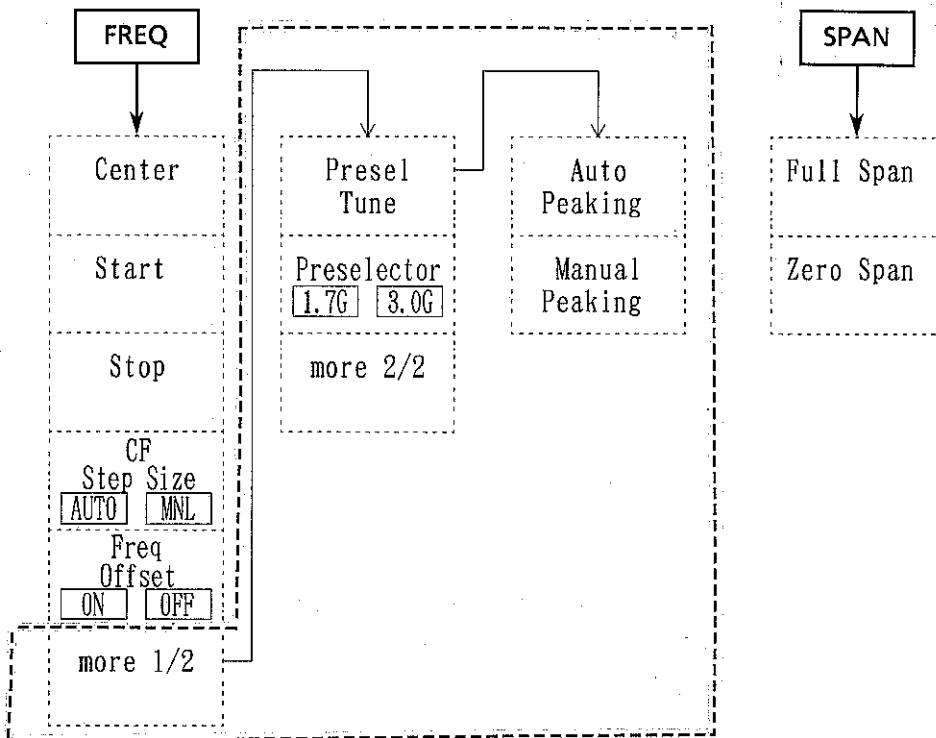 FREQ
Center
Start
Stop
CF
Step Size
AUTO MNL
Freq
Offset
ON OFF
more 1/2
Presel
Tune
Preselector
1.7G 3.0G
more 2/2
Auto
Peaking
Manual
Peaking
SPAN
Full Span
Zero Span